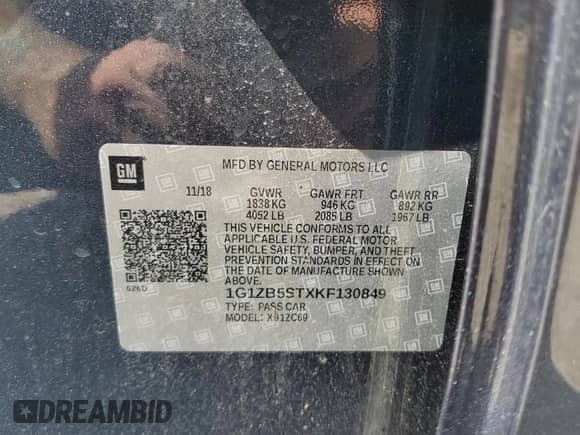 GM
MFD BY GENERAL MOTORS LLC
11/18 GVWR GAWR FRT GAWR RR
1838 KG 946 KG 892 KG
4052 LB 2085 LB 1967 LB
THIS VEHICLE CONFORMS TO ALL
APPLICABLE U.S. FEDERAL MOTOR
VEHICLE SAFETY, BUMPER, AND THEFT
PREVENTION STANDARDS IN EFFECT ON
THE DATE OF MANUFACTURE SHOWN
ABOVE.
1G1ZB5STXKF130849
TYPE: PASS CAR
MODEL: X91ZC69
DREAMBID